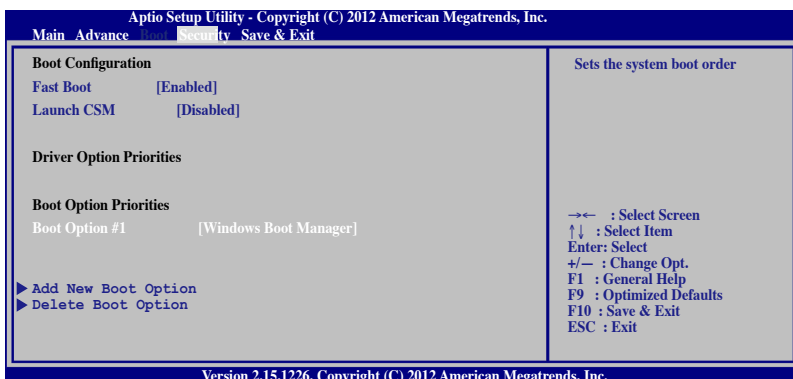 Aptio Setup Utility - Copyright (C) 2012 American Megatrends, Inc.
Main Advance Boot Security Save & Exit
Boot Configuration
Fast Boot [Enabled]
Launch CSM [Disabled]
Driver Option Priorities
Boot Option Priorities
Boot Option #1 [Windows Boot Manager]
Add New Boot Option
Delete Boot Option
Sets the system boot order
→← : Select Screen
↑↓ : Select Item
Enter: Select
+/— : Change Opt.
F1 : General Help
F9 : Optimized Defaults
F10 : Save & Exit
ESC : Exit
Version 2.15.1226. Copyright (C) 2012 American Megatrends, Inc.